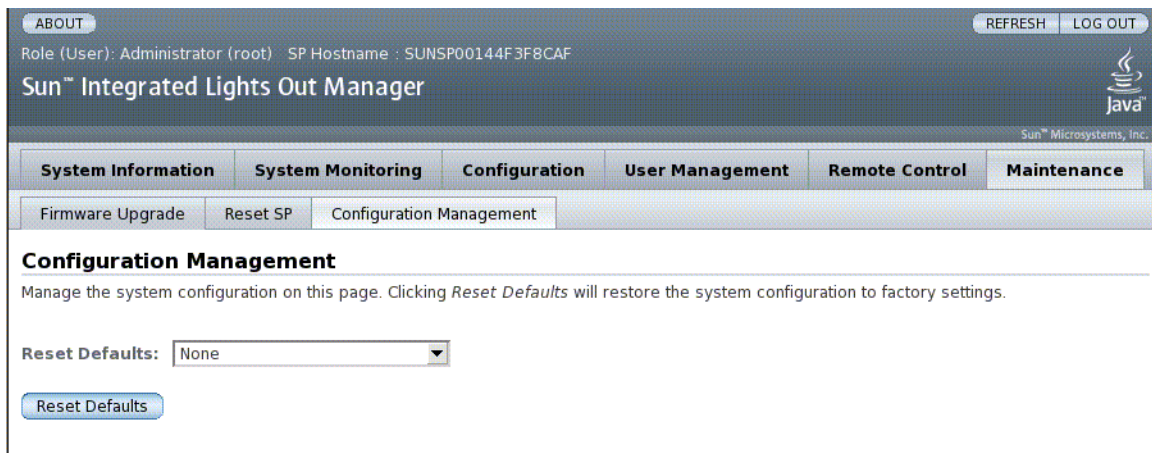 ABOUT REFRESH LOG OUT
Role (User): Administrator (root) SP Hostname : SUNSP00144F3F8CAF
Sun™ Integrated Lights Out Manager
Java™
Sun™ Microsystems, Inc.
System Information System Monitoring Configuration User Management Remote Control Maintenance
Firmware Upgrade Reset SP Configuration Management
Configuration Management
Manage the system configuration on this page. Clicking Reset Defaults will restore the system configuration to factory settings.
Reset Defaults: None
Reset Defaults